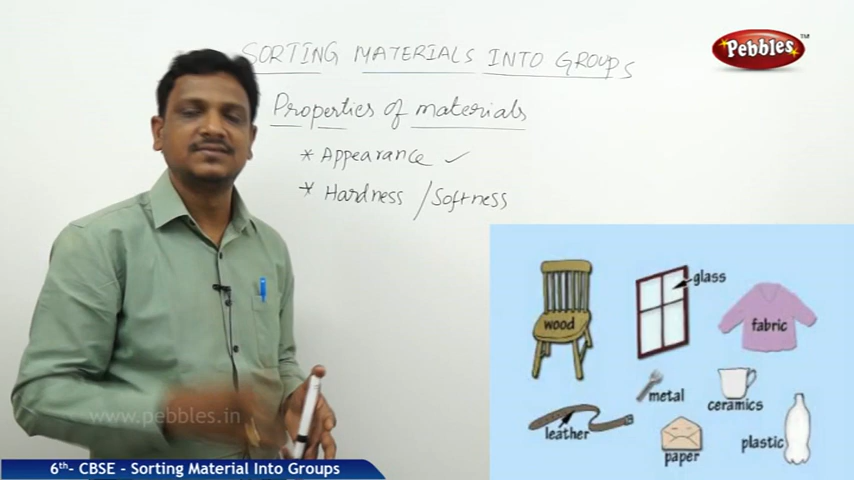 SORTING MATERIALS INTO GROUPS
Pebbles™
Properties of materials
* Appearance ✓
* Hardness / Softness
glass
wood
fabric
metal
ceramics
leather
paper
plastic
www.pebbles.in
6th- CBSE - Sorting Material Into Groups